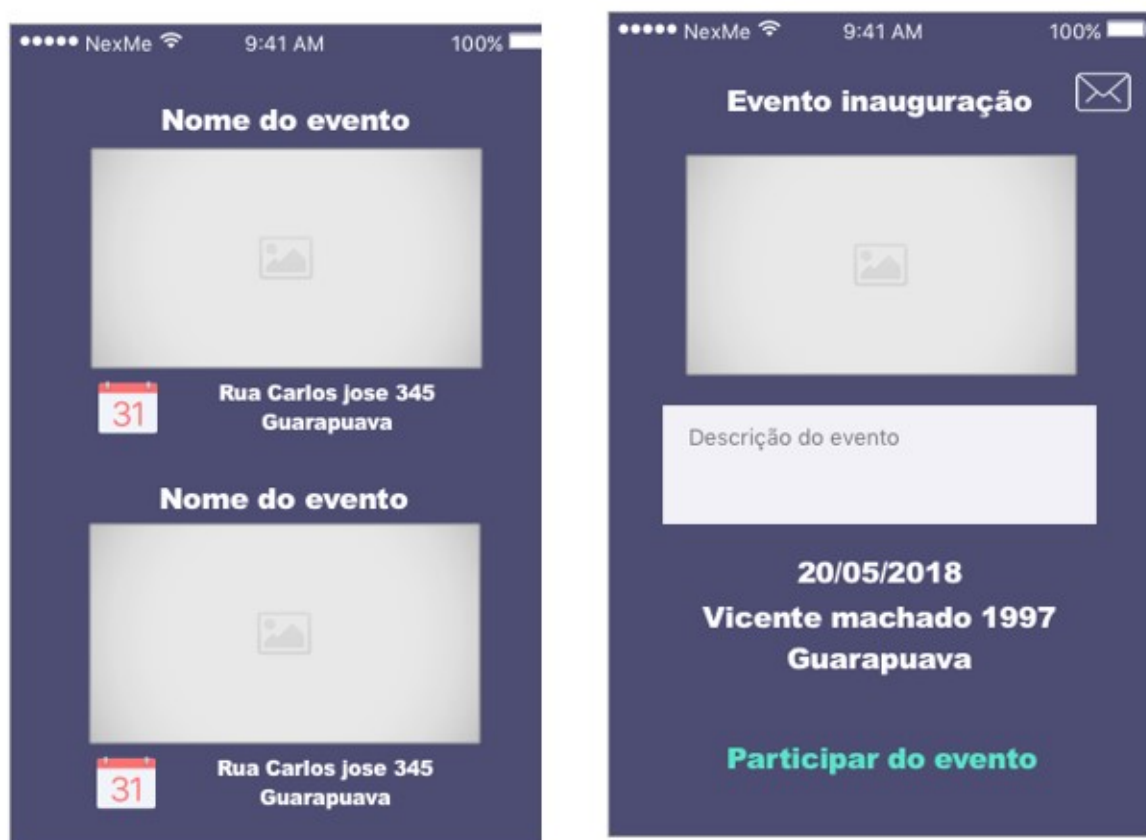 NexMe 9:41 AM 100%
Nome do evento
31
Rua Carlos jose 345
Guarapuava
Nome do evento
31
Rua Carlos jose 345
Guarapuava
NexMe 9:41 AM 100%
Evento inauguração
Descrição do evento
20/05/2018
Vicente machado 1997
Guarapuava
Participar do evento